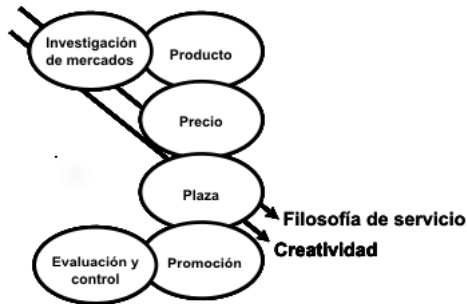 Investigación
de mercados
Producto
Precio
Plaza
Filosofía de servicio
Creatividad
Evaluación y
control
Promoción